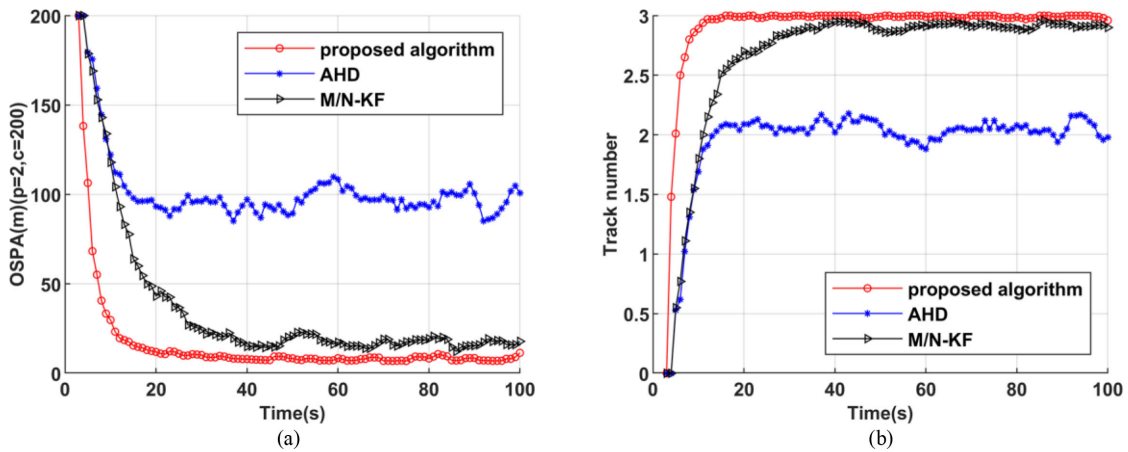 200
150
100
50
0
OSPA(m)(p=2,c=200)
proposed algorithm
AHD
M/N-KF
0 20 40 60 80 100
Time(s)
(a)
3
2.5
2
1.5
1
0.5
0
Track number
proposed algorithm
AHD
M/N-KF
0 20 40 60 80 100
Time(s)
(b)